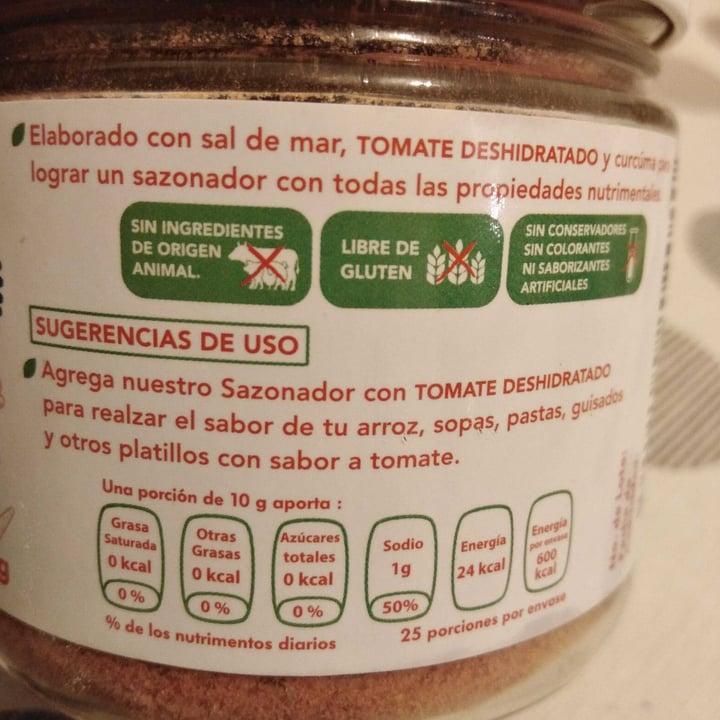 Elaborado con sal de mar, TOMATE DESHIDRATADO y curcúma para
lograr un sazonador con todas las propiedades nutrimentales.
SIN INGREDIENTES
DE ORIGEN
ANIMAL.
LIBRE DE
GLUTEN
SIN CONSERVADORES
SIN COLORANTES
NI SABORIZANTES
ARTIFICIALES
SUGERENCIAS DE USO
Agrega nuestro Sazonador con TOMATE DESHIDRATADO
para realzar el sabor de tu arroz, sopas, pastas, guisados
y otros platillos con sabor a tomate.
Una porción de 10 g aporta :
Grasa
Saturada
0 kcal
0 %
Otras
Grasas
0 kcal
0 %
Azúcares
totales
0 kcal
0 %
Sodio
1g
50%
Energía
24 kcal
Energía
por envase
600
kcal
% de los nutrimentos diarios
25 porciones por envase